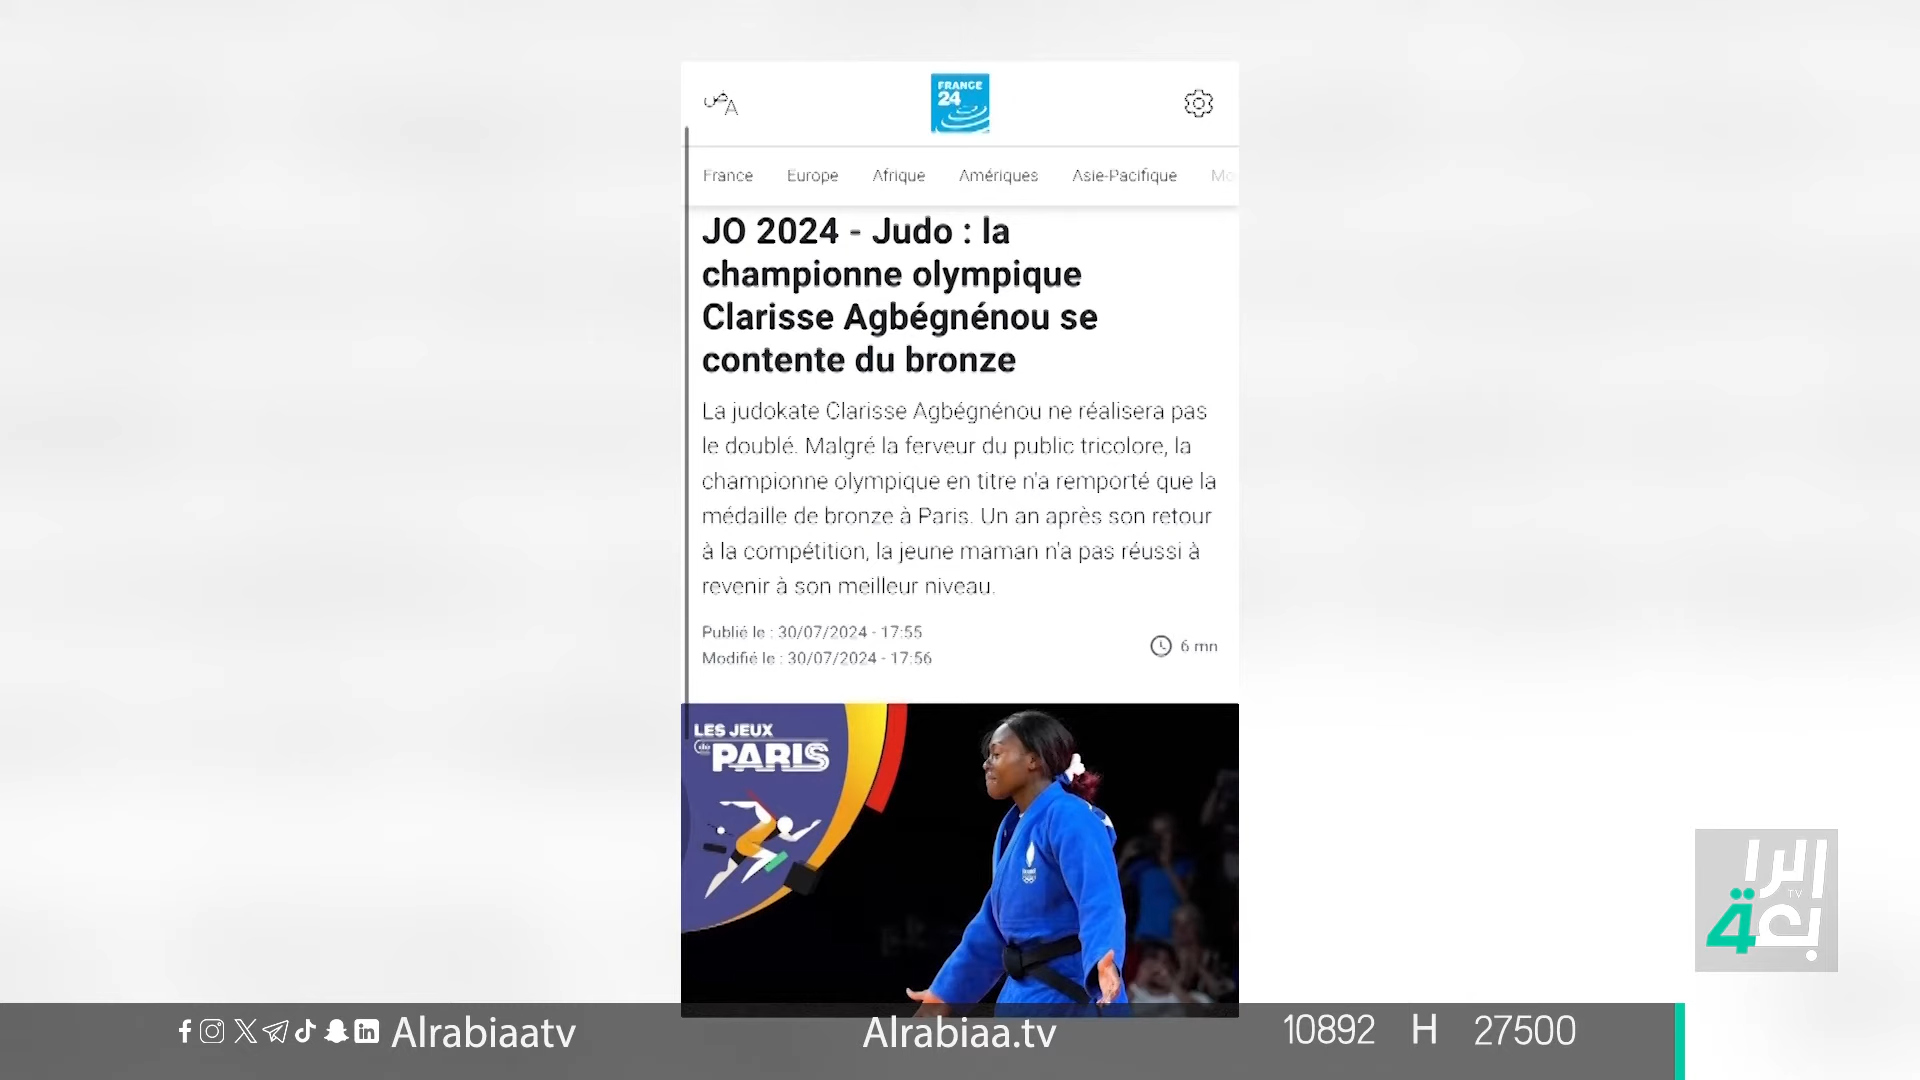 FRANCE
24
France Europe Afrique Amériques Asie-Pacifique
JO 2024 - Judo : la
championne olympique
Clarisse Agbégnénou se
contente du bronze
La judokate Clarisse Agbégnénou ne réalisera pas
le doublé. Malgré la ferveur du public tricolore, la
championne olympique en titre n'a remporté que la
médaille de bronze à Paris. Un an après son retour
à la compétition, la jeune maman n'a pas réussi à
revenir à son meilleur niveau.
Publié le : 30/07/2024 - 17:55
Modifié le : 30/07/2024 - 17:56
6 mn
LES JEUX
de PARIS
الرا
بعة
TV
4
Alrabiaatv Alrabiaa.tv 10892 H 27500